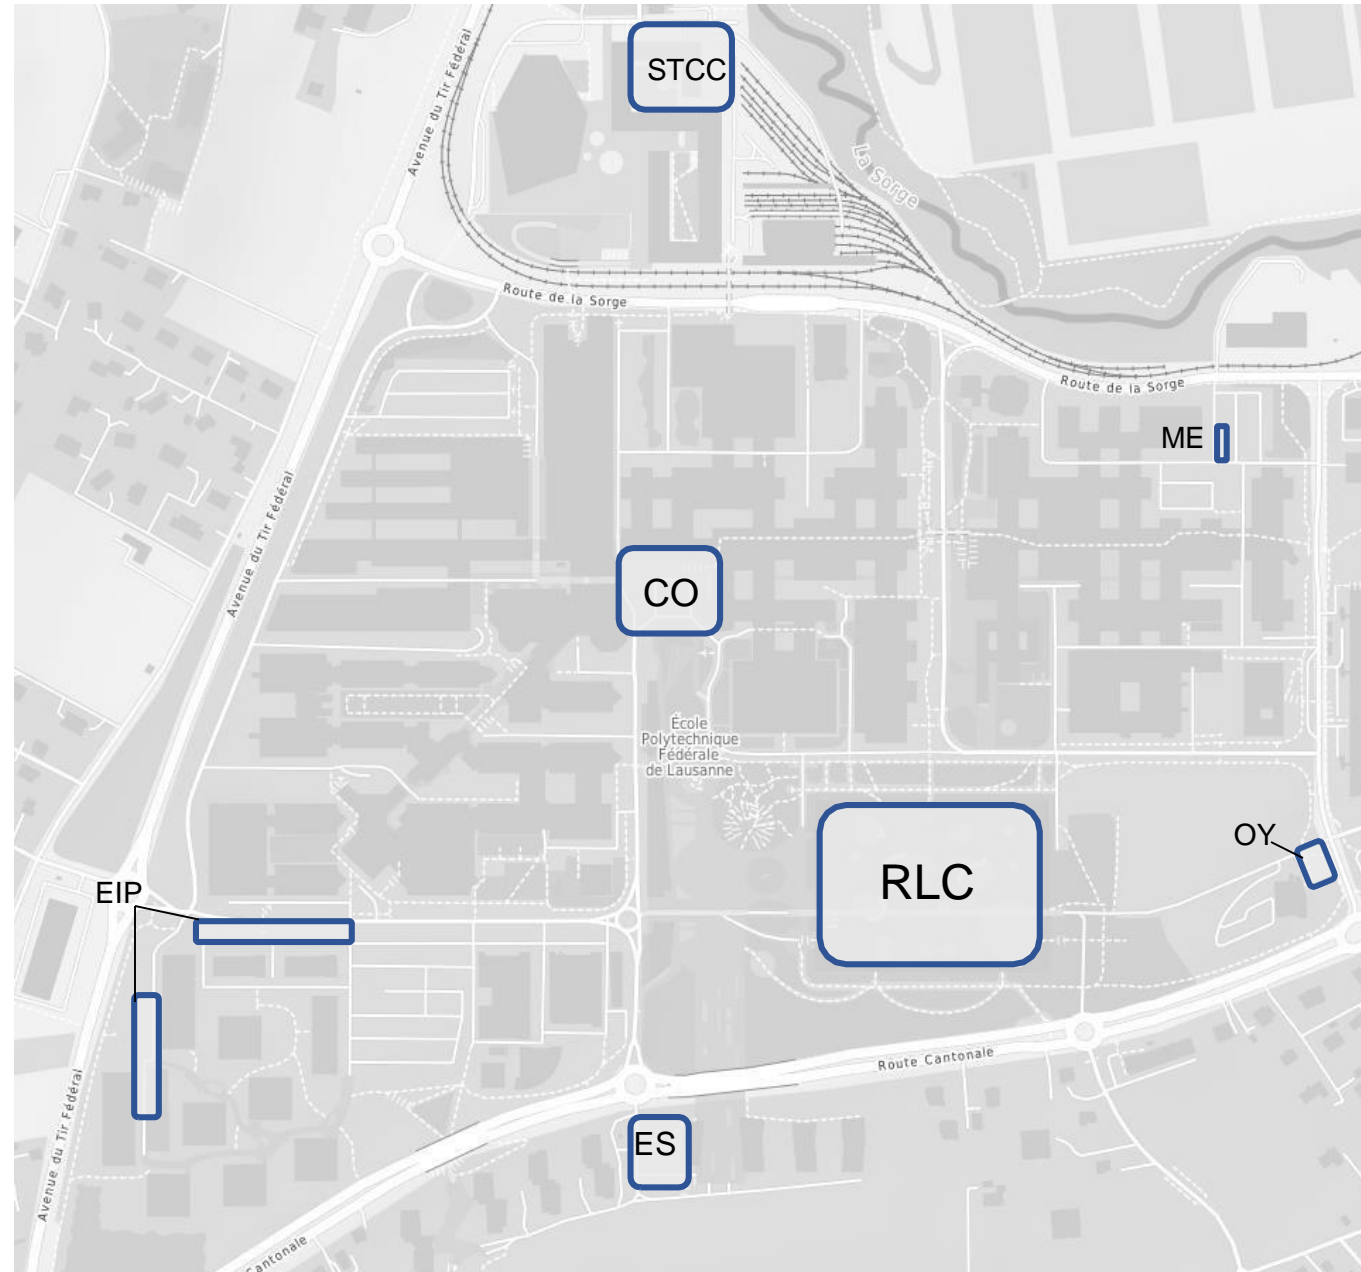 STCC
Avenue du Tir Fédéral
La Sorge
Route de la Sorge
Route de la Sorge
ME
Avenue du Tir Fédéral
CO
École
Polytechnique
Fédérale
de Lausanne
OY
RLC
EIP
Route Cantonale
Avenue du Tir Fédéral
ES
Cantonale